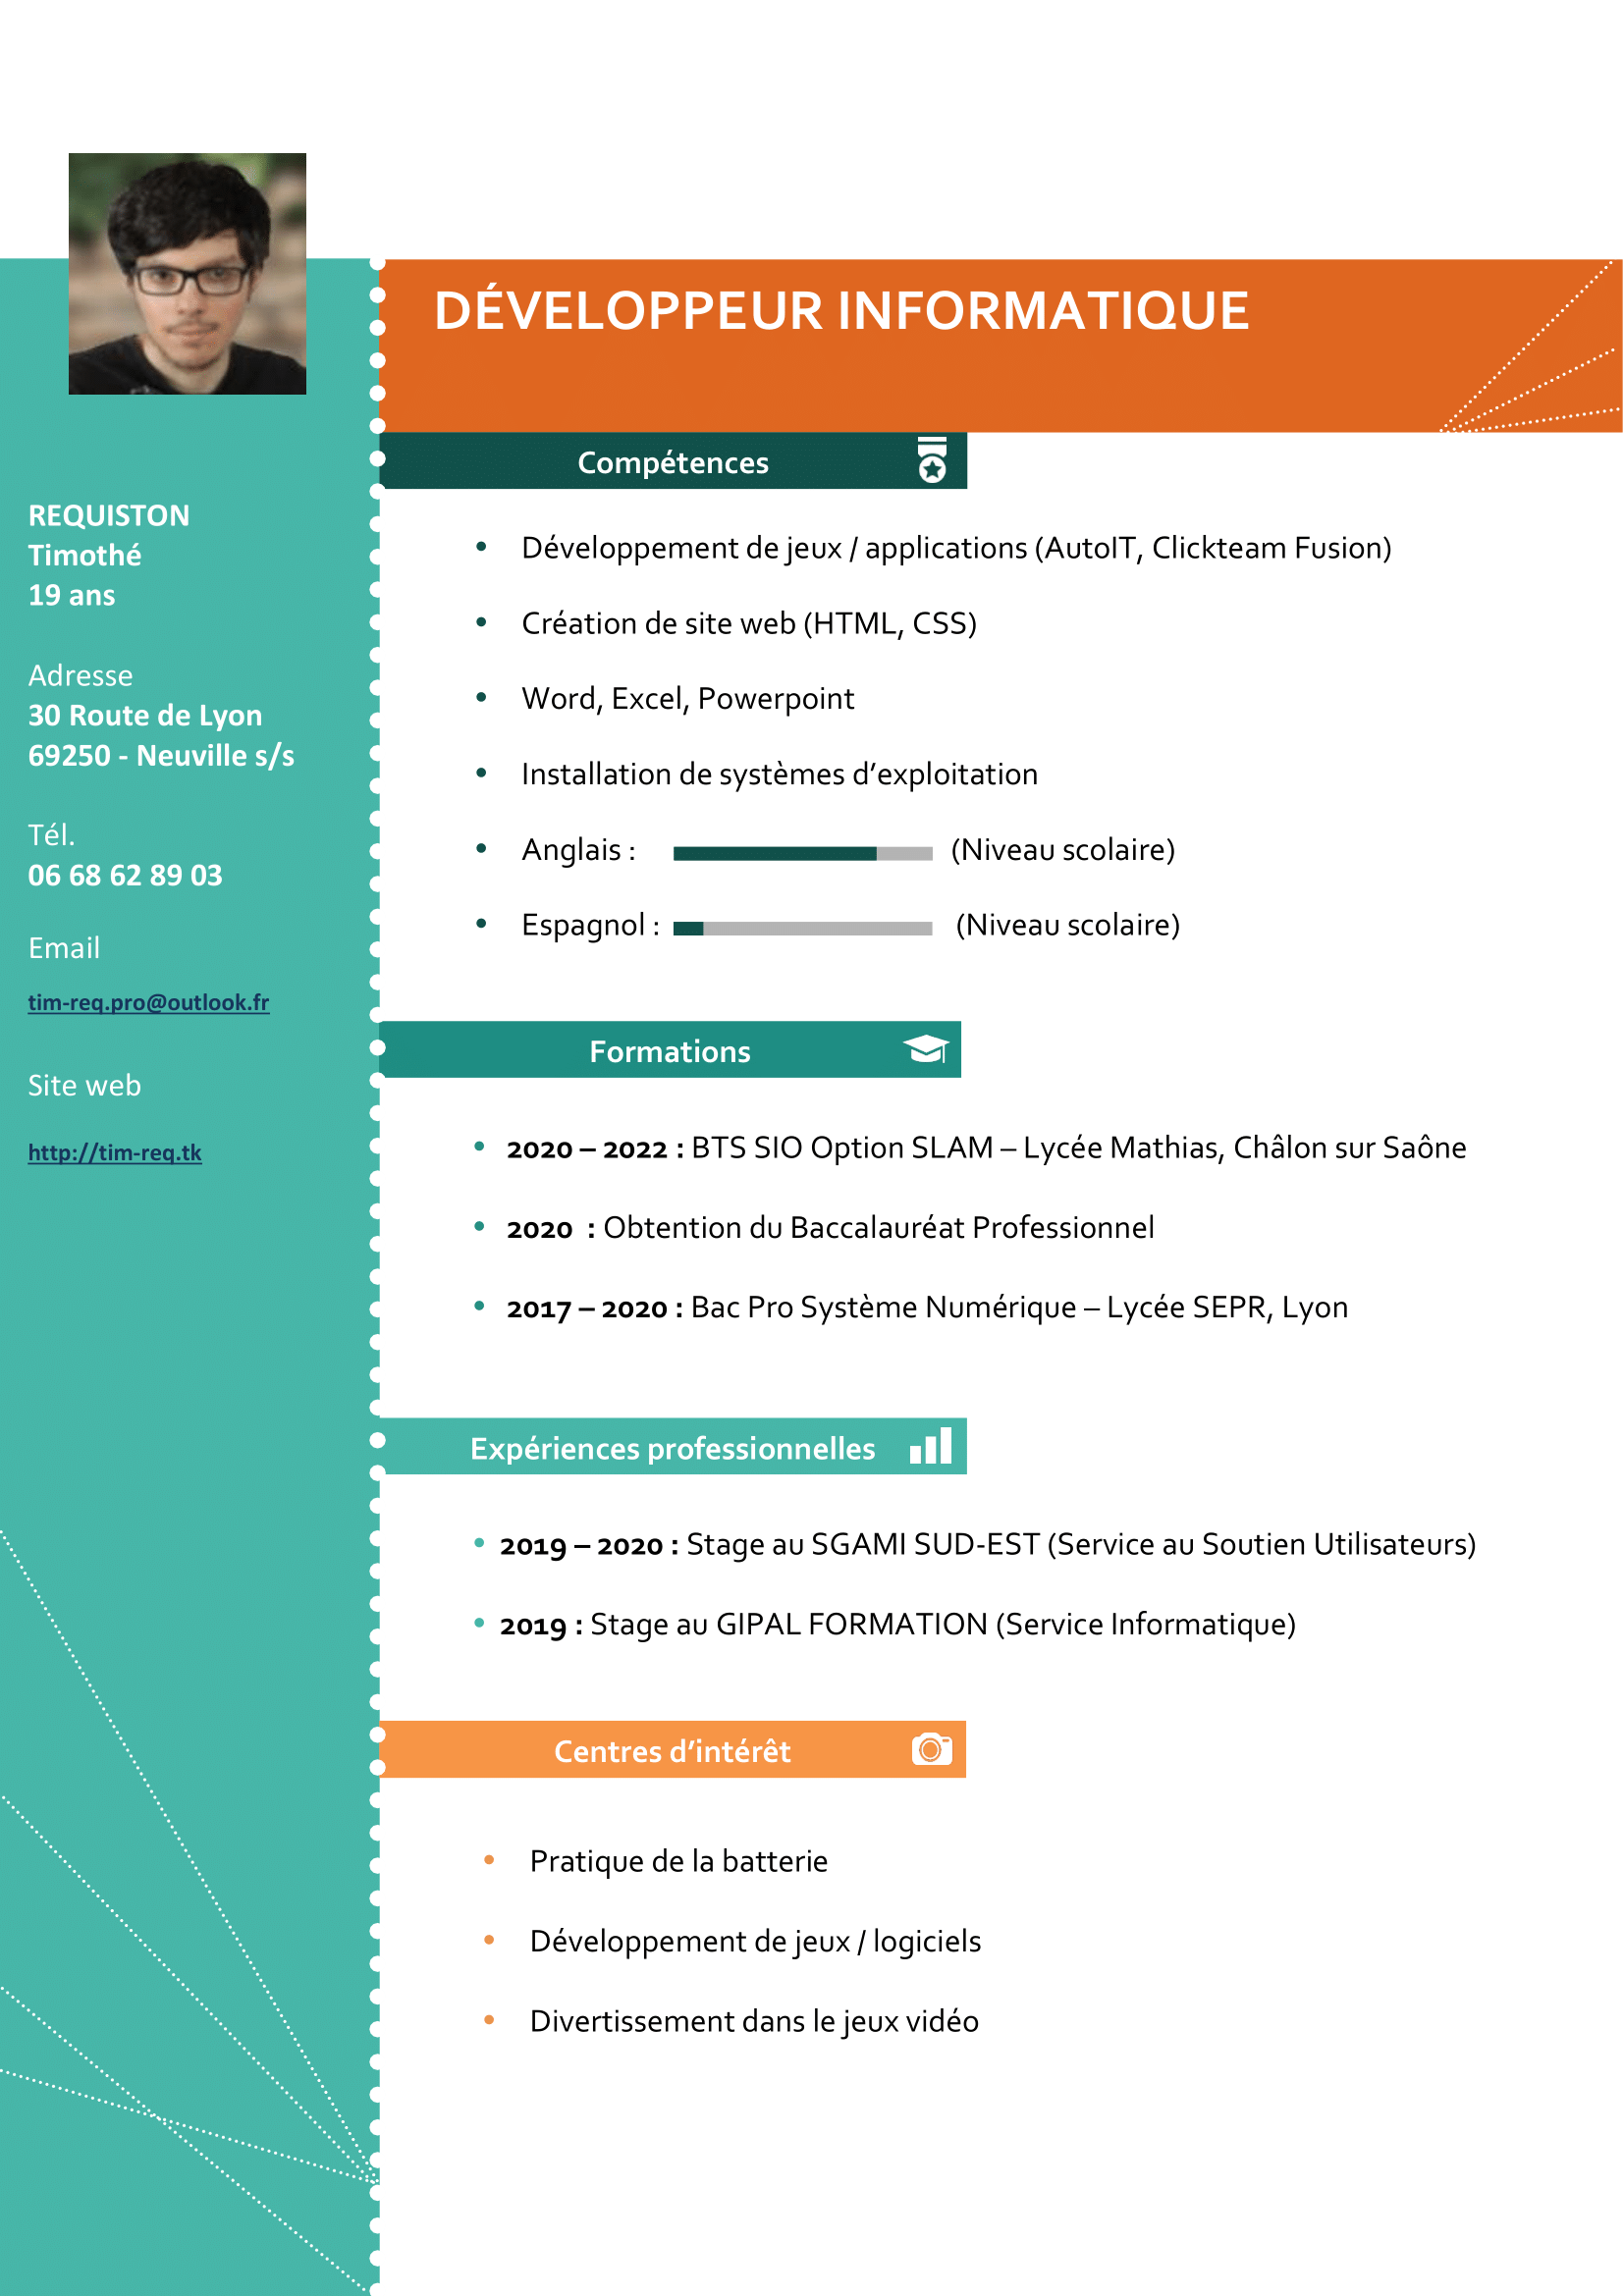 DÉVELOPPEUR INFORMATIQUE
REQUISTON
Timothé
19 ans
Adresse
30 Route de Lyon
69250 - Neuville s/s
Tél.
06 68 62 89 03
Email
tim-req.pro@outlook.fr
Site web
http://tim-req.tk
Compétences
• Développement de jeux / applications (AutoIT, Clickteam Fusion)
• Création de site web (HTML, CSS)
• Word, Excel, Powerpoint
• Installation de systèmes d’exploitation
• Anglais : (Niveau scolaire)
• Espagnol : (Niveau scolaire)
Formations
• 2020 – 2022 : BTS SIO Option SLAM – Lycée Mathias, Châlon sur Saône
• 2020 : Obtention du Baccalauréat Professionnel
• 2017 – 2020 : Bac Pro Système Numérique – Lycée SEPR, Lyon
Expériences professionnelles
• 2019 – 2020 : Stage au SGAMI SUD-EST (Service au Soutien Utilisateurs)
• 2019 : Stage au GIPAL FORMATION (Service Informatique)
Centres d’intérêt
• Pratique de la batterie
• Développement de jeux / logiciels
• Divertissement dans le jeux vidéo